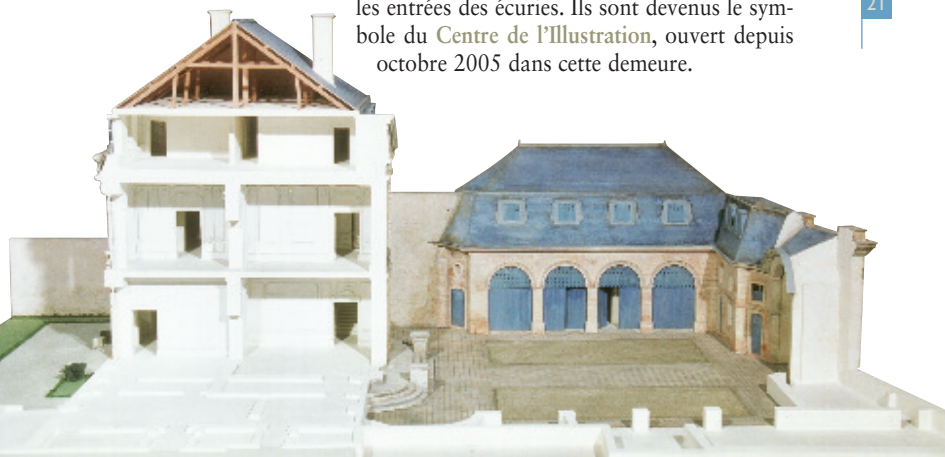 les entrées des écuries. Ils sont devenus le sym-
bole du Centre de l'Illustration, ouvert depuis
octobre 2005 dans cette demeure.
21